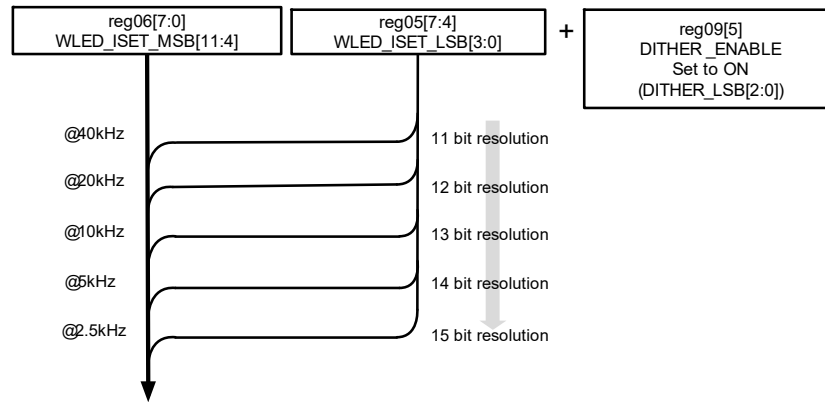 reg06[7:0]
WLED_ISET_MSB[11:4]
reg05[7:4]
WLED_ISET_LSB[3:0]
+
reg09[5]
DITHER_ENABLE
Set to ON
(DITHER_LSB[2:0])
@40kHz
11 bit resolution
@20kHz
12 bit resolution
@10kHz
13 bit resolution
@5kHz
14 bit resolution
@2.5kHz
15 bit resolution